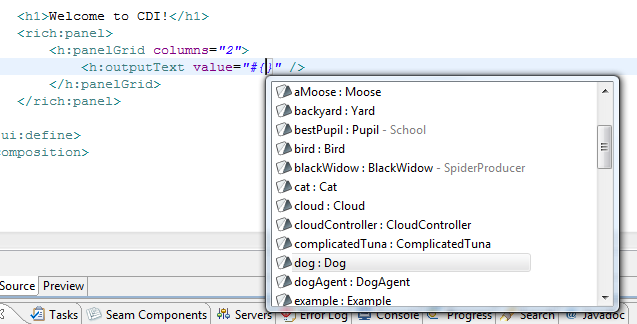 <h1>Welcome to CDI!</h1>
<rich:panel>
<h:panelGrid columns="2">
<h:outputText value="#{}" />
</h:panelGrid>
</rich:panel>
ui:define>
composition>
aMoose : Moose
backyard : Yard
bestPupil : Pupil - School
bird : Bird
blackWidow : BlackWidow - SpiderProducer
cat : Cat
cloud : Cloud
cloudController : CloudController
complicatedTuna : ComplicatedTuna
dog : Dog
dogAgent : DogAgent
example : Example
Source Preview
Tasks Seam Components Servers Error Log Console Search Javadoc